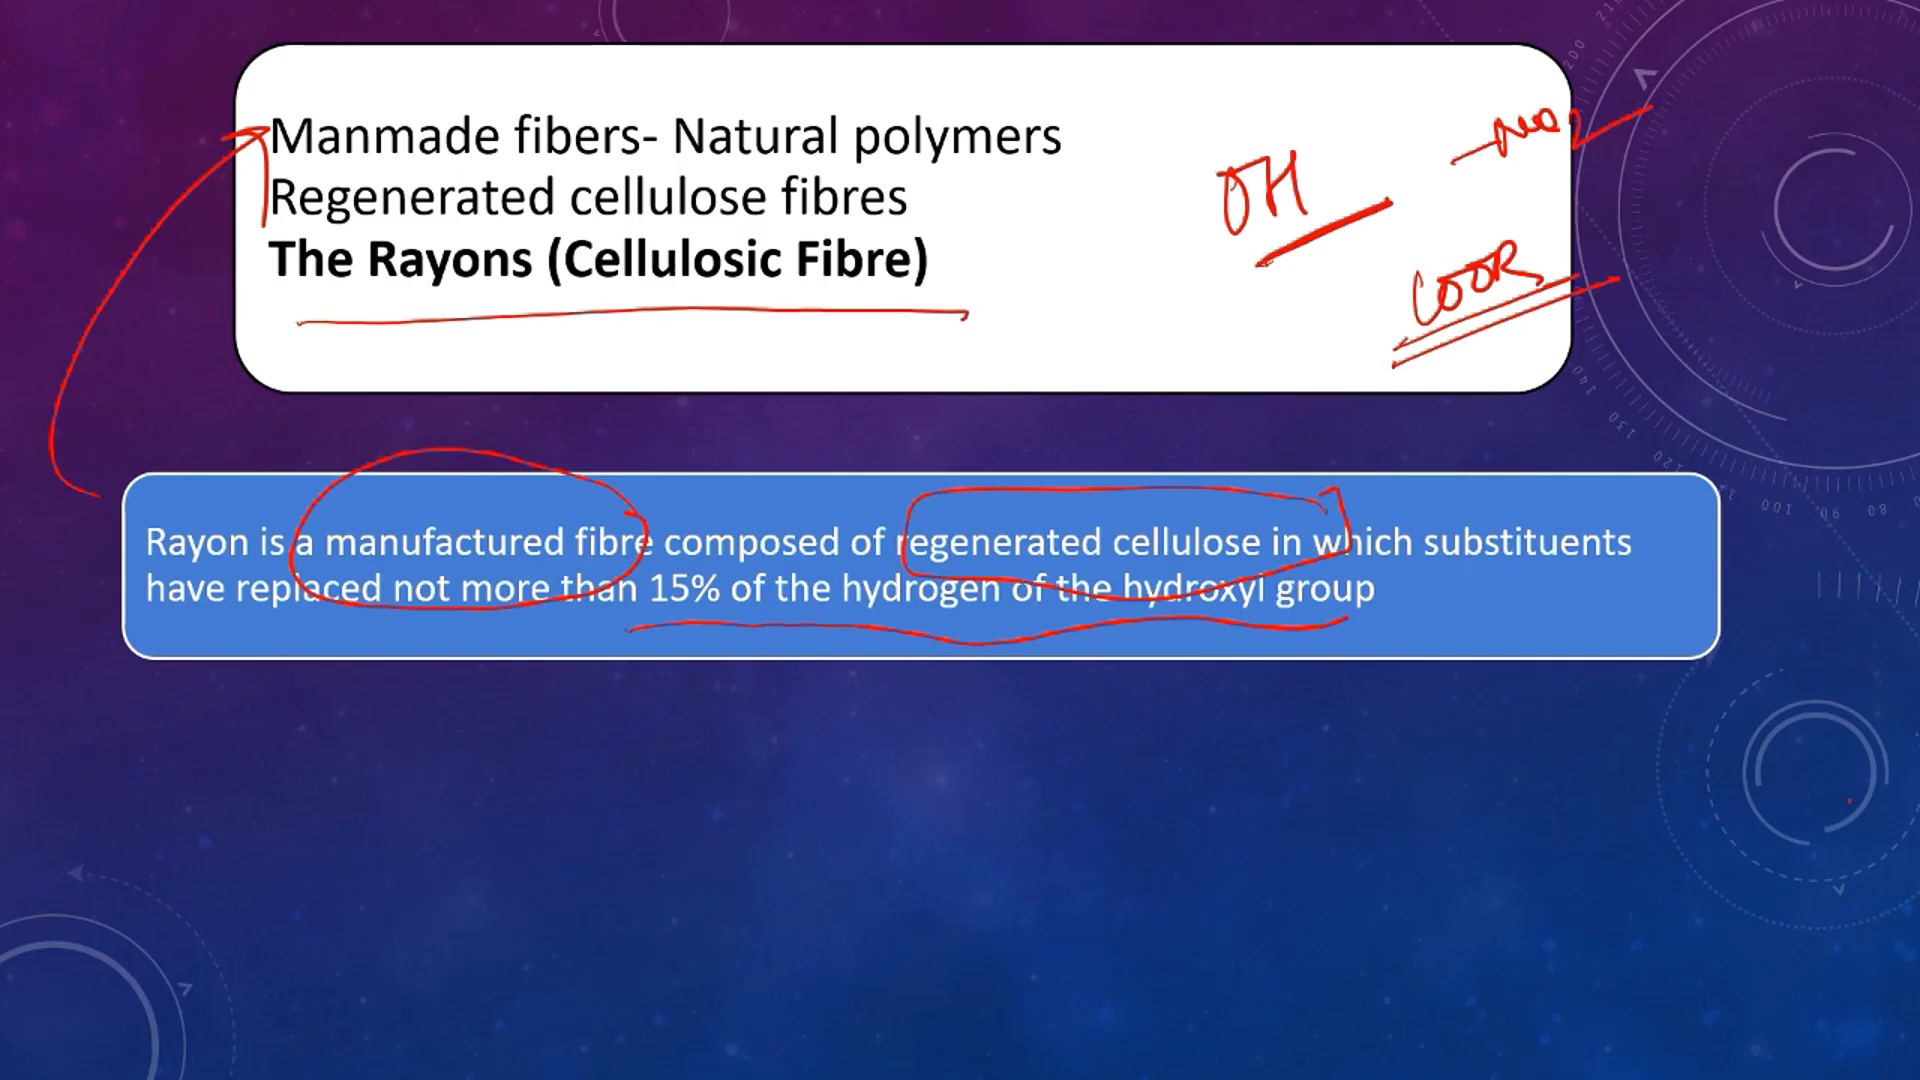 Manmade fibers- Natural polymers
Regenerated cellulose fibres
The Rayons (Cellulosic Fibre)
OH
COOR
Rayon is a manufactured fibre composed of regenerated cellulose in which substituents
have replaced not more than 15% of the hydrogen of the hydroxyl group